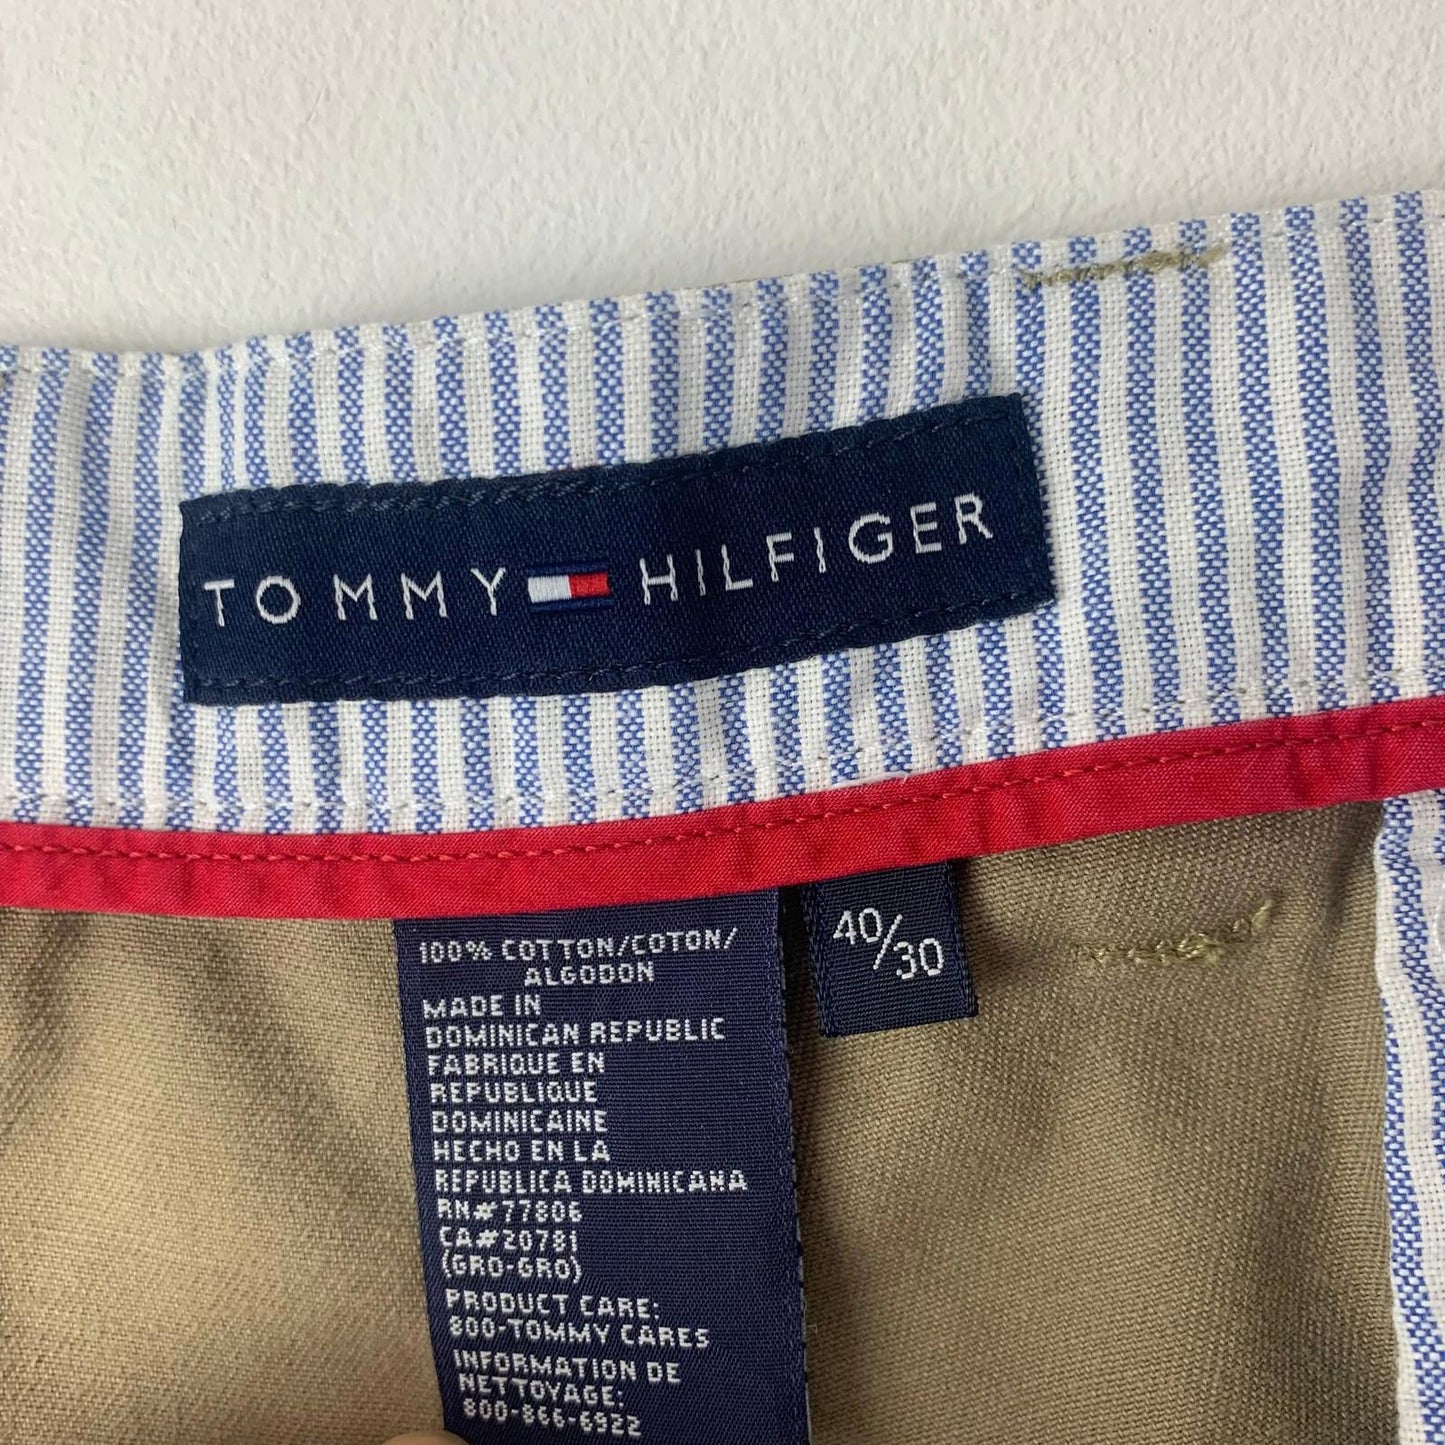 TOMMY HILFIGER
40/30
100% COTTON/COTON/
ALGODON
MADE IN
DOMINICAN REPUBLIC
FABRIQUE EN
REPUBLIQUE
DOMINICAINE
HECHO EN LA
REPUBLICA DOMINICANA
RN#77806
CA#20781
(GRO-GRO)
PRODUCT CARE:
800-TOMMY CARES
INFORMATION DE
NETTOYAGE:
800-866-6922